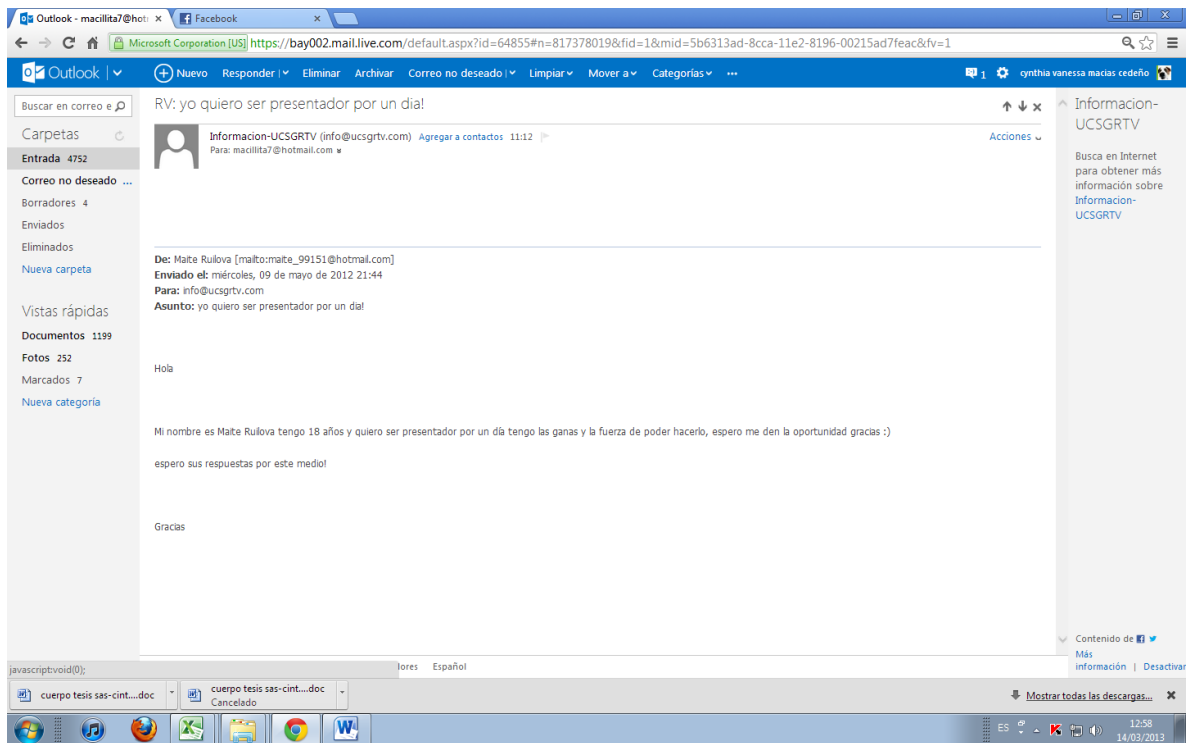 Outlook - macillita7@hot
Facebook
Microsoft Corporation [US] https://bay002.mail.live.com/default.aspx?id=64855#n=817378019&fid=1&mid=5b6313ad-8cca-11e2-8196-00215ad7feac&fv=1
Outlook
Nuevo Responder Eliminar Archivar Correo no deseado Limpiar Mover a Categorías ...
1 cynthia vanessa macias cedeño
Buscar en correo e
Carpetas
Entrada 4752
Correo no deseado ...
Borradores 4
Enviados
Eliminados
Nueva carpeta
Vistas rápidas
Documentos 1199
Fotos 252
Marcados 7
Nueva categoría
RV: yo quiero ser presentador por un dia!
Informacion-UCSGRTV (info@ucsgrtv.com) Agregar a contactos 11:12
Acciones
Para: macillita7@hotmail.com
De: Maite Ruilova [mailto:maite_99151@hotmail.com]
Enviado el: miércoles, 09 de mayo de 2012 21:44
Para: info@ucsgrtv.com
Asunto: yo quiero ser presentador por un dia!
Hola
Mi nombre es Maite Ruilova tengo 18 años y quiero ser presentador por un día tengo las ganas y la fuerza de poder hacerlo, espero me den la oportunidad gracias :)
espero sus respuestas por este medio!
Gracias
Informacion-
UCSGRTV
Busca en Internet
para obtener más
información sobre
Informacion-
UCSGRTV
Contenido de
Más
información | Desactivar
javascript:void(0);
Español
cuerpo tesis sas-cint....doc
cuerpo tesis sas-cint....doc
Cancelado
Mostrar todas las descargas...
ES
12:58
14/03/2013